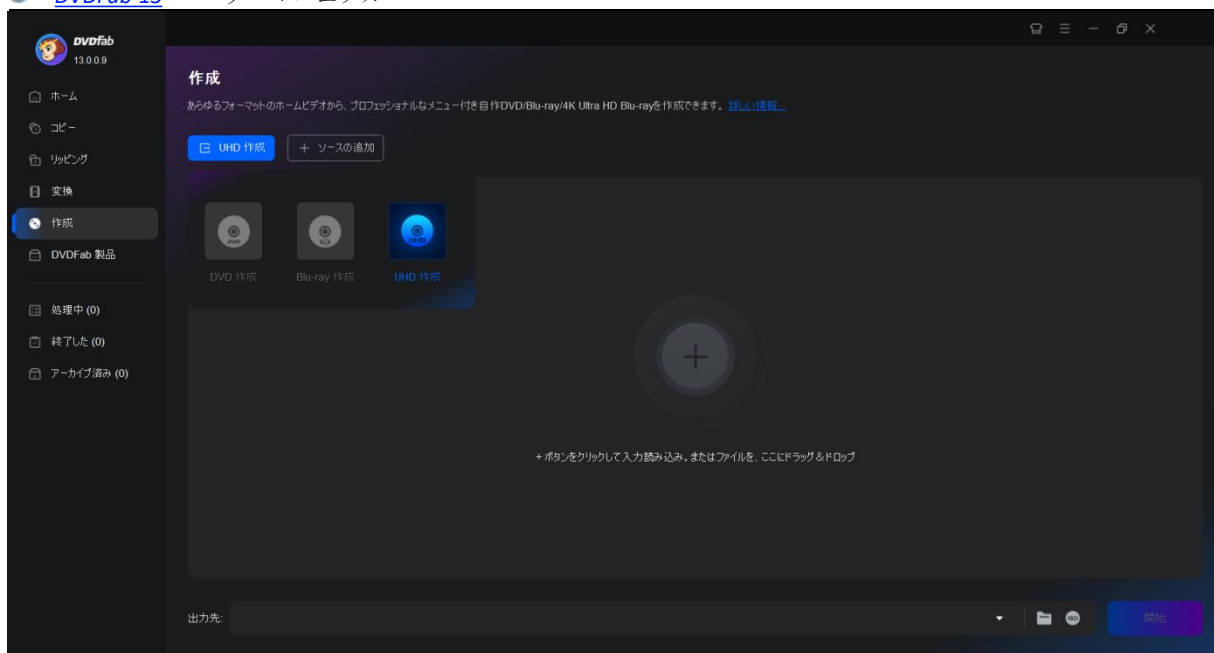 DVDFab 13
DVDFab
13.0.0.9
ホーム
コピー
リッピング
変換
作成
DVDFab 製品
処理中 (0)
終了した (0)
アーカイブ済み (0)
作成
あらゆるフォーマットのホームビデオから、プロフェッショナルなメニュー付き自作DVD/Blu-ray/4K Ultra HD Blu-rayを作成できます。 詳しい情報...
UHD 作成
+ ソースの追加
DVD
UHD
DVD 作成
Blu-ray 作成
UHD 作成
+ ボタンをクリックして入力読み込み。またはファイルを、ここにドラッグ&ドロップ
出力先:
ISO
開始